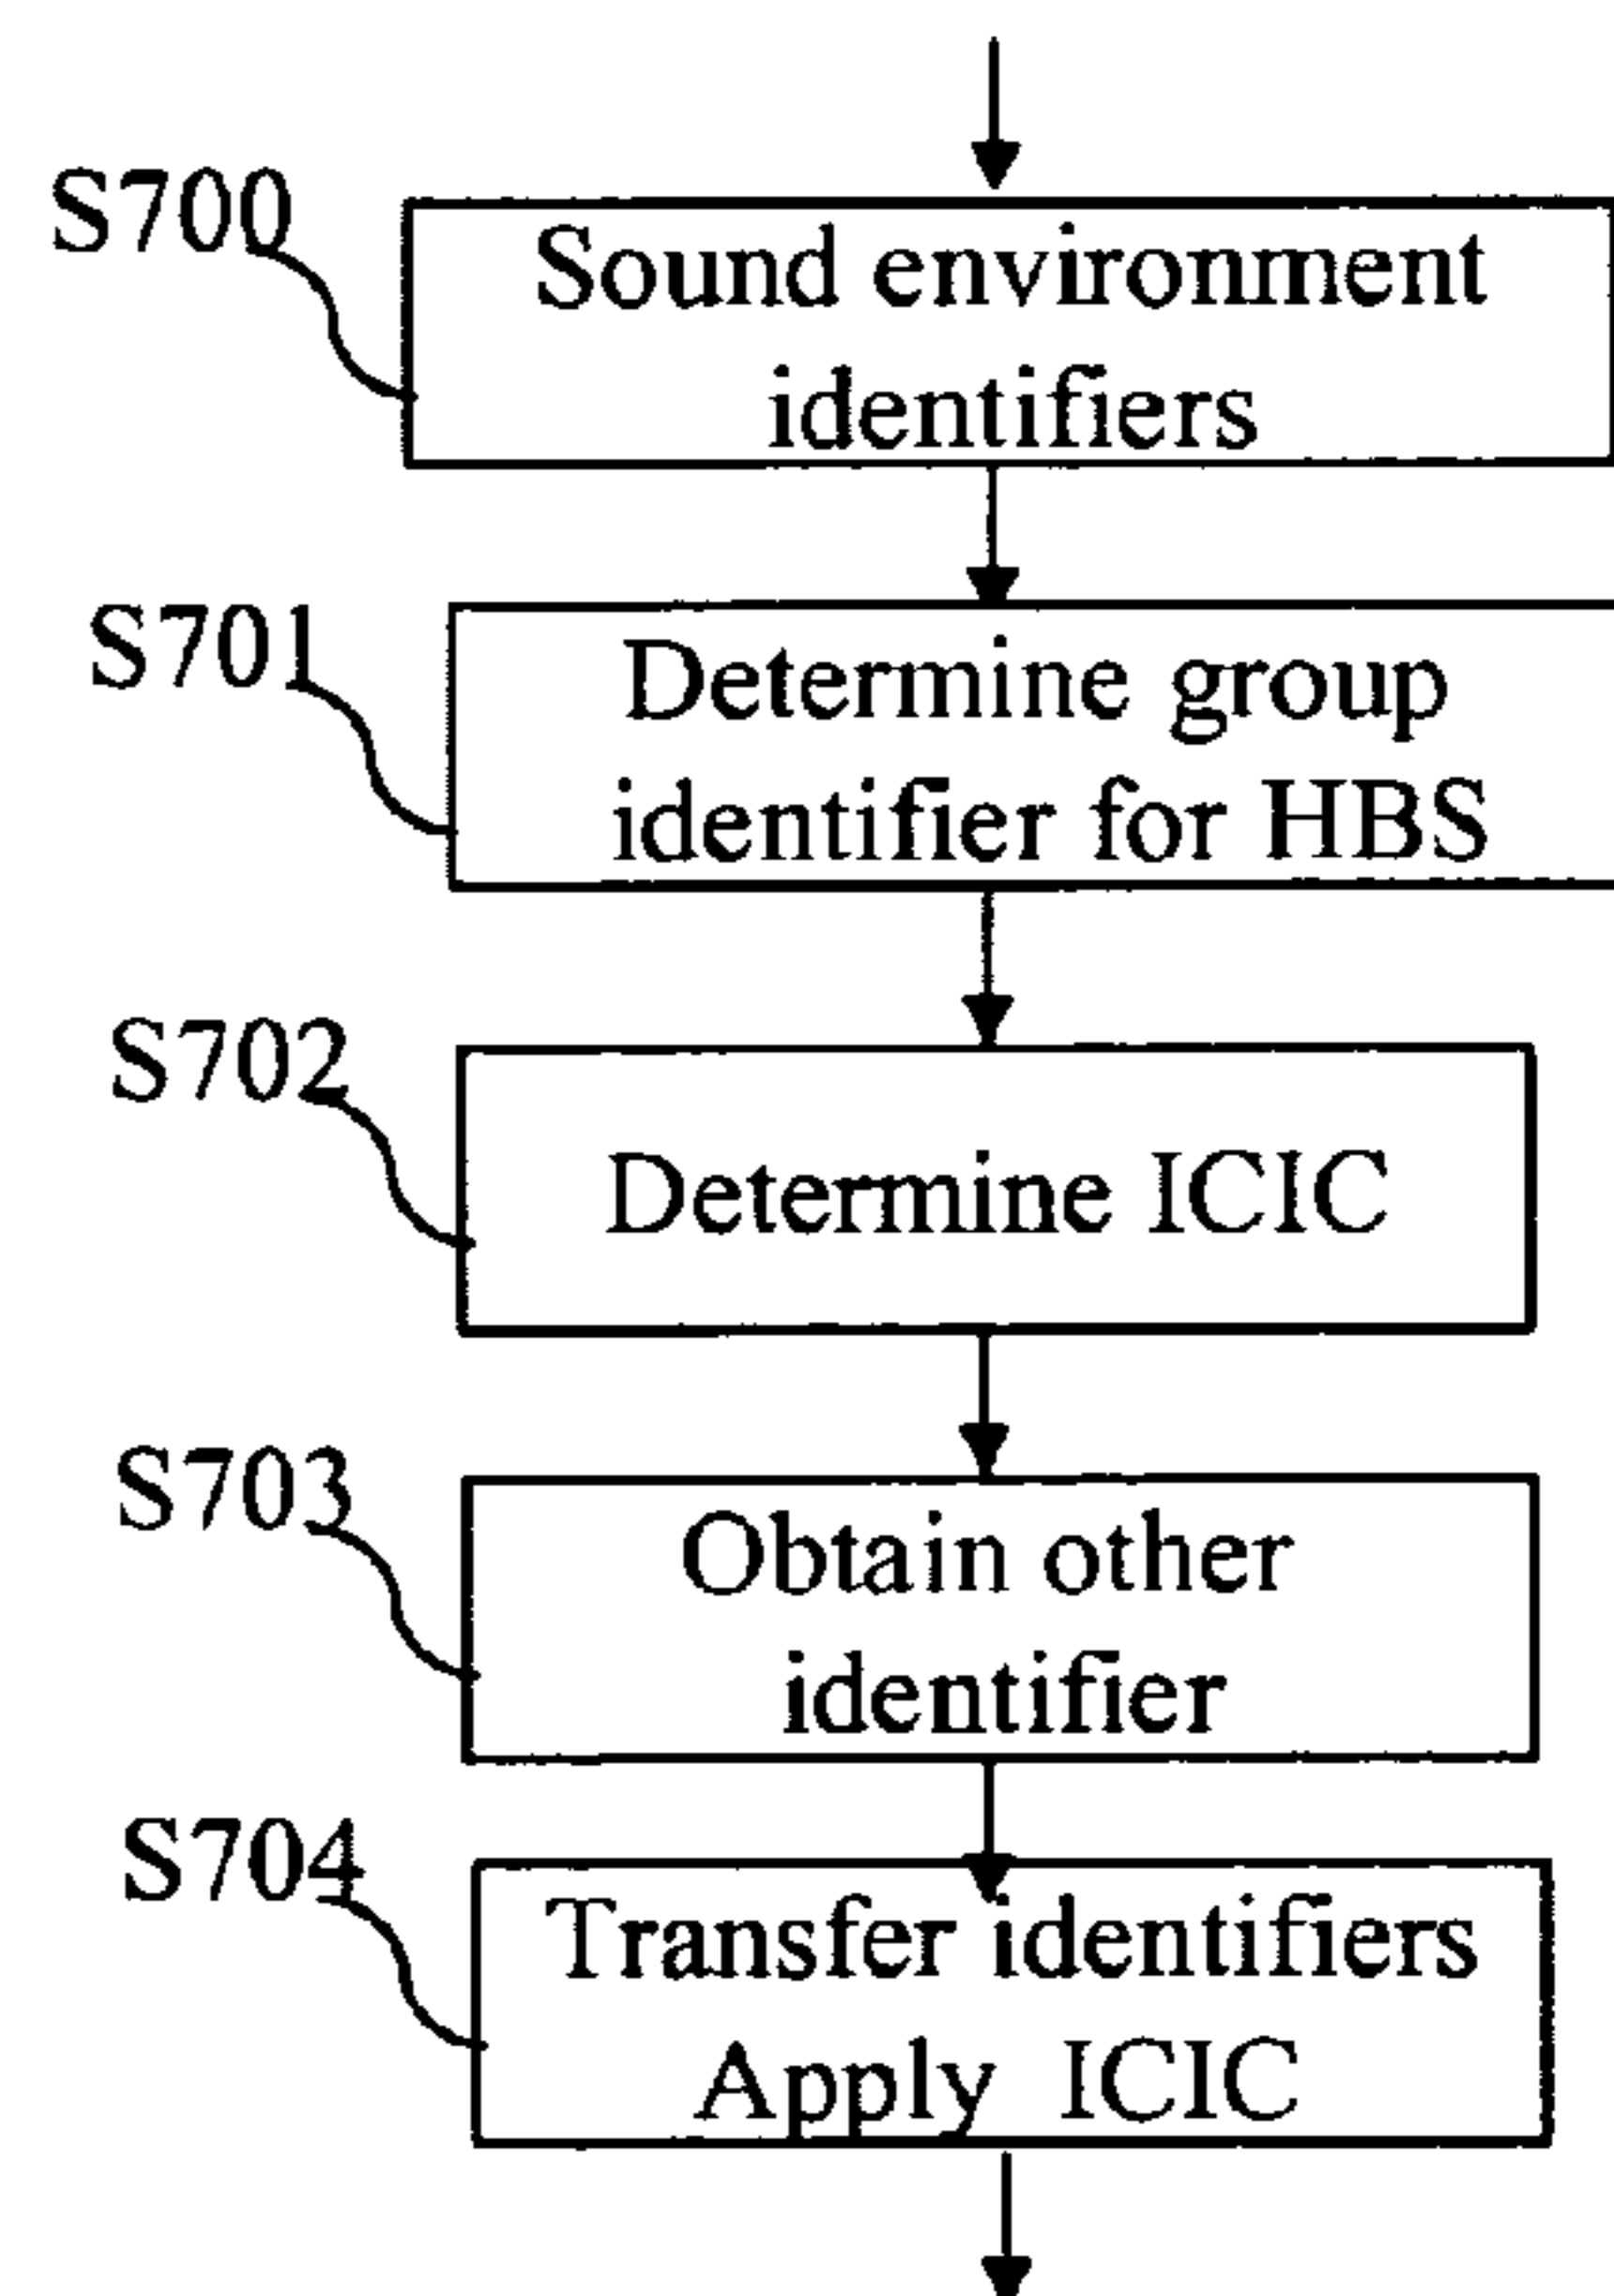 S700
Sound environment
identifiers
S701
Determine group
identifier for HBS
S702
Determine ICIC
S703
Obtain other
identifier
S704
Transfer identifiers
Apply ICIC